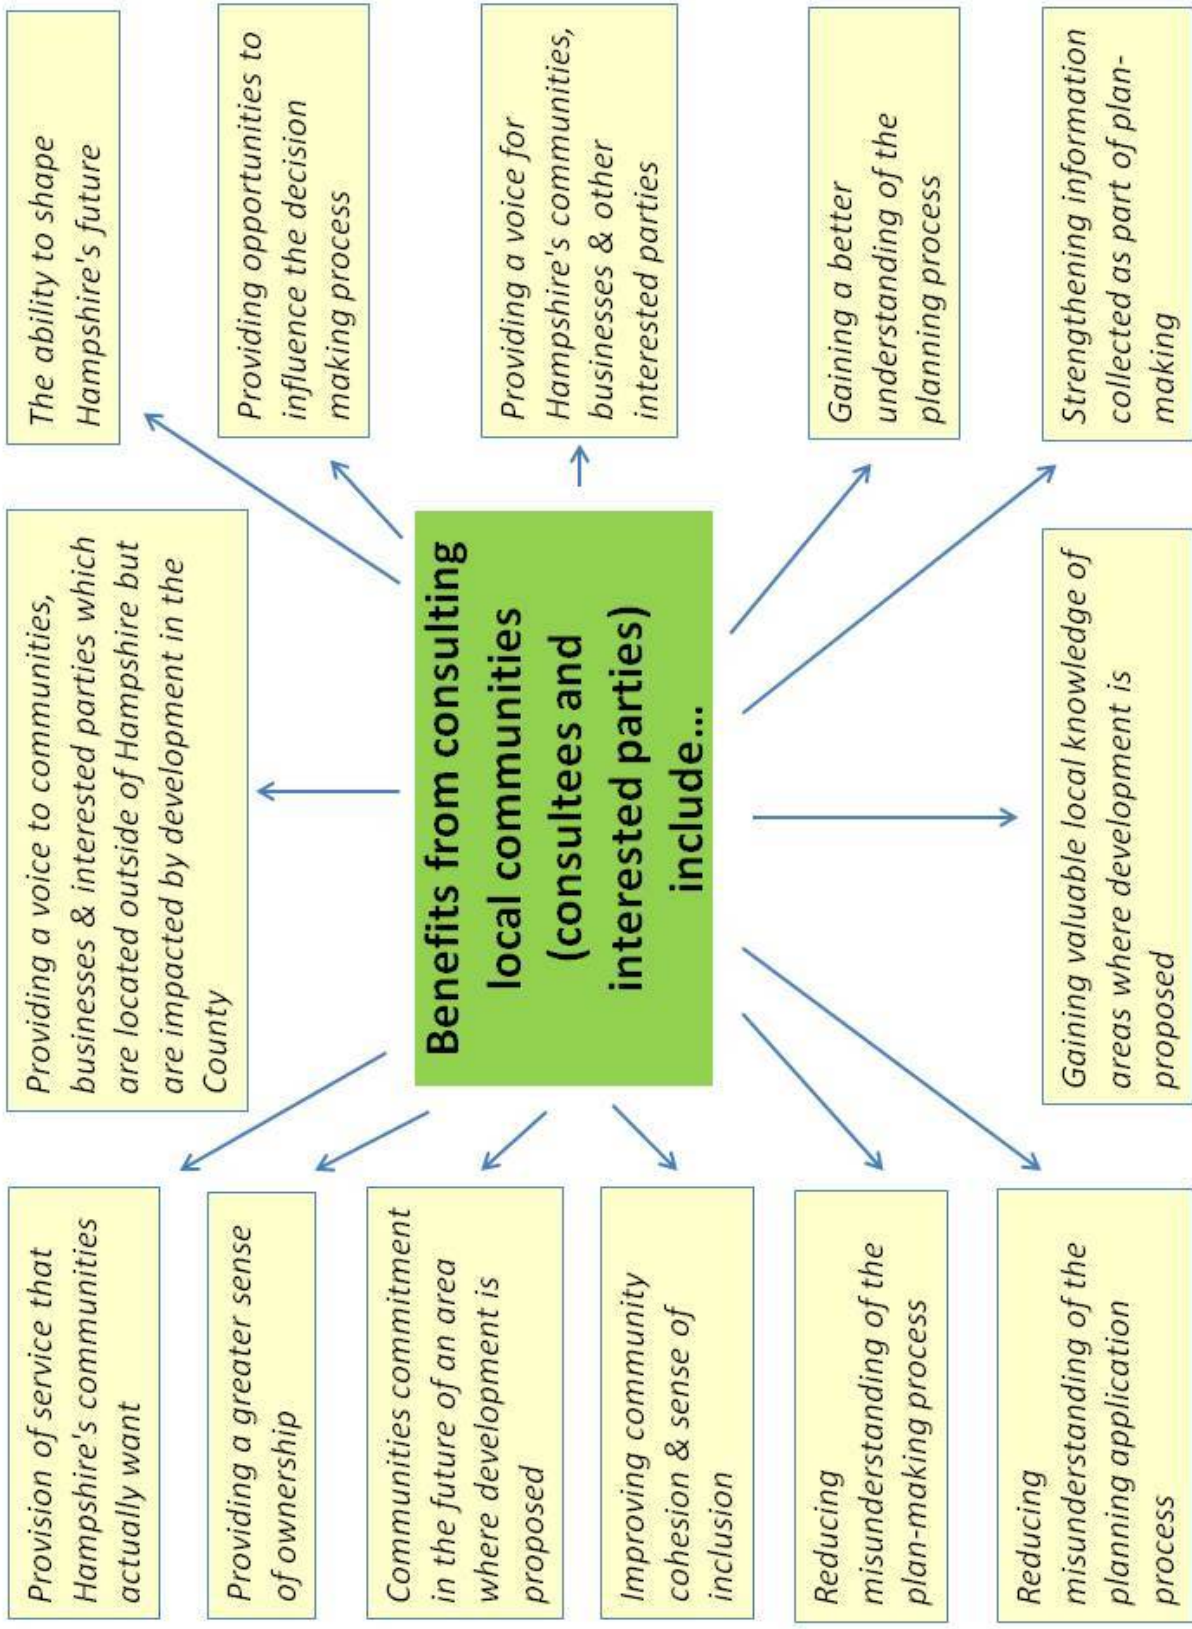 Provision of service that
Hampshire's communities
actually want
Providing a greater sense
of ownership
Communities commitment
in the future of an area
where development is
proposed
Improving community
cohesion & sense of
inclusion
Reducing
misunderstanding of the
plan-making process
Reducing
misunderstanding of the
planning application
process
Providing a voice to communities,
businesses & interested parties which
are located outside of Hampshire but
are impacted by development in the
County
Benefits from consulting
local communities
(consultees and
interested parties)
include...
Gaining valuable local knowledge of
areas where development is
proposed
The ability to shape
Hampshire's future
Providing opportunities to
influence the decision
making process
Providing a voice for
Hampshire's communities,
businesses & other
interested parties
Gaining a better
understanding of the
planning process
Strengthening information
collected as part of plan-
making